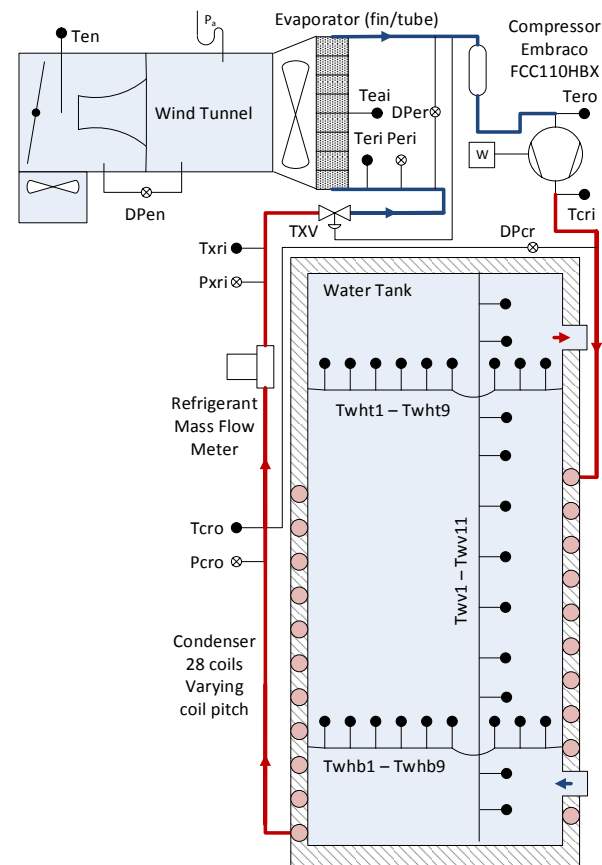 Pa
Ten
Evaporator (fin/tube)
Compressor
Embraco
FCC110HBX
Wind Tunnel
Teai
DPer
Tero
Teri
Peri
W
DPen
TXV
Tcri
Txri
DPcr
Pxri
Water Tank
Twht1 – Twht9
Refrigerant
Mass Flow
Meter
Twv1 – Twv11
Tcro
Pcro
Condenser
28 coils
Varying
coil pitch
Twhb1 – Twhb9